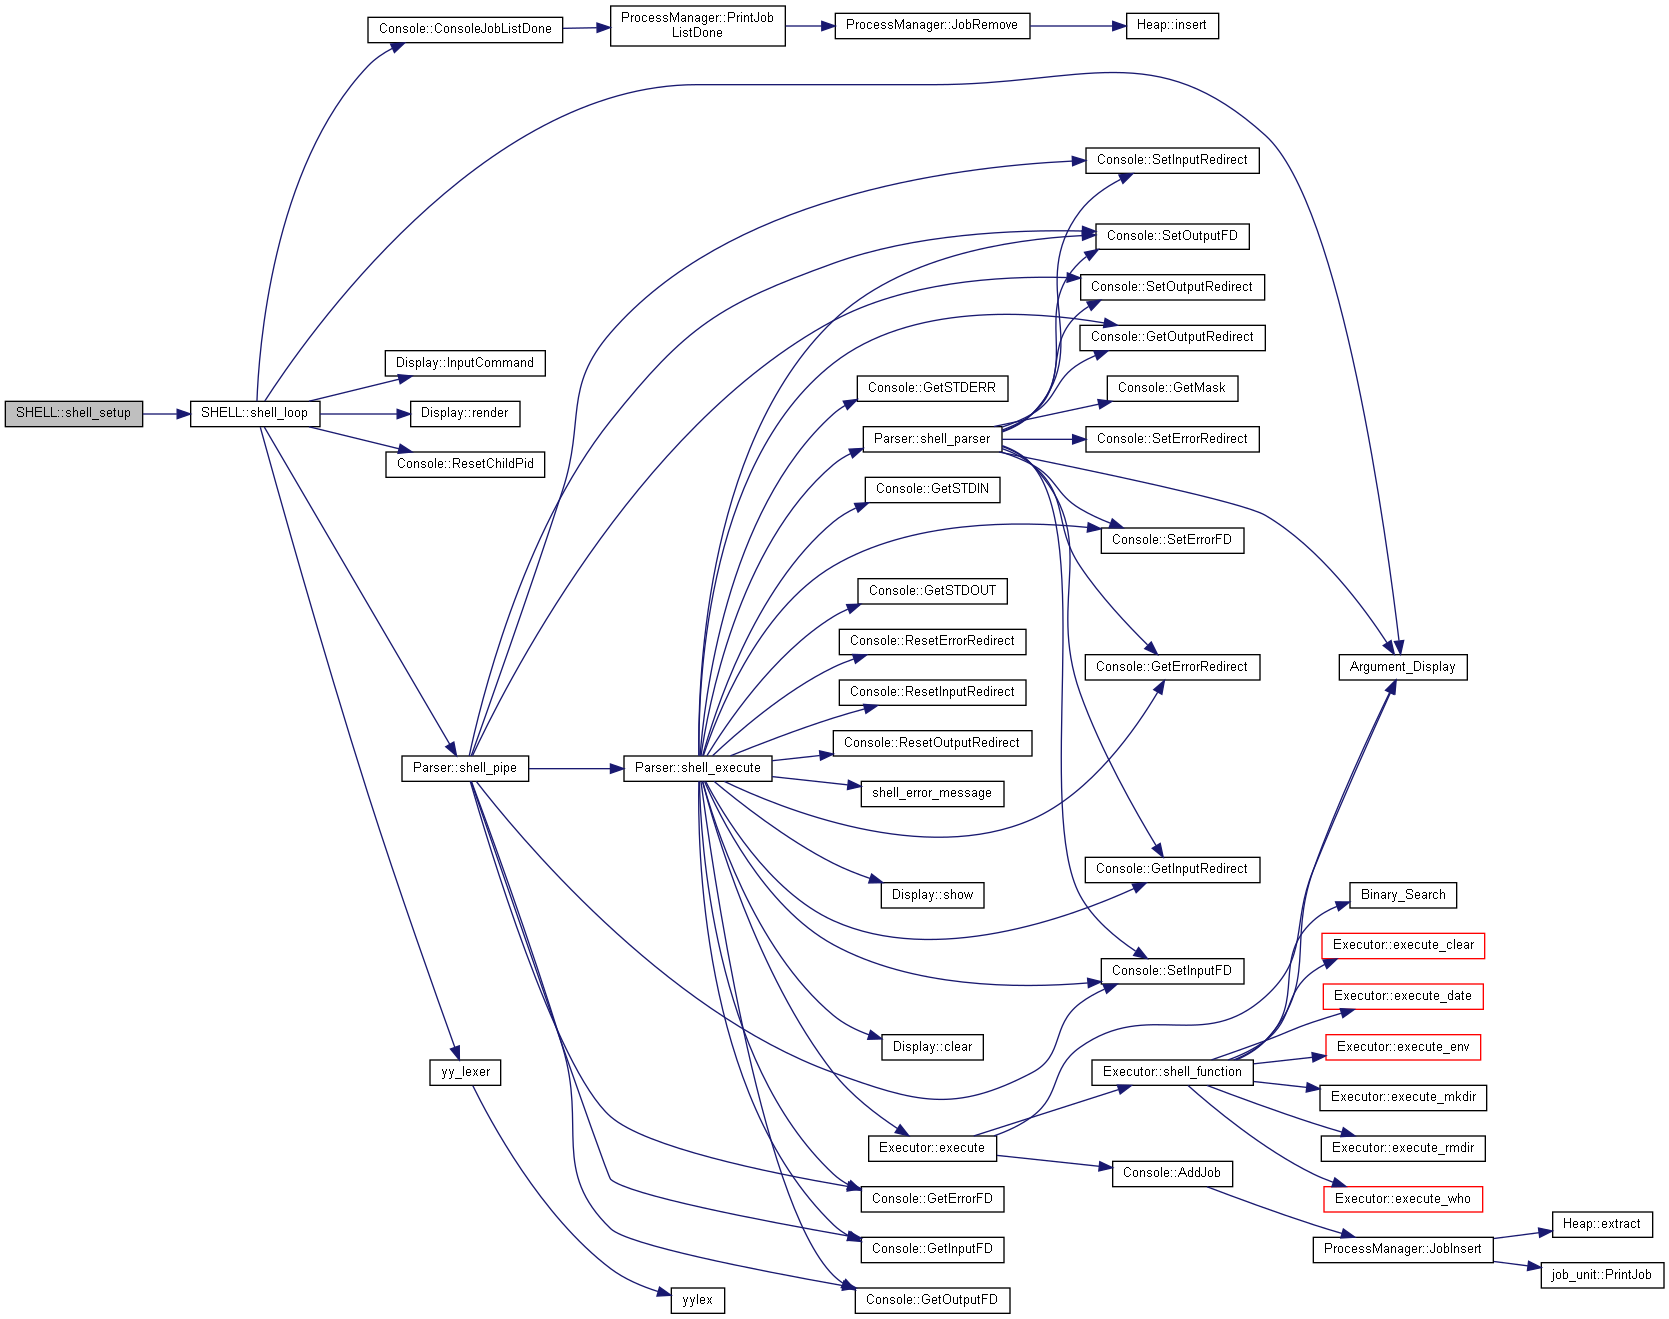 Console::ConsoleJobListDone
ProcessManager::PrintJob
ListDone
ProcessManager::JobRemove
Heap::insert
Console::SetInputRedirect
Console::SetOutputFD
Console::SetOutputRedirect
Console::GetOutputRedirect
Display::InputCommand
Console::GetSTDERR
Console::GetMask
SHELL::shell_setup
SHELL::shell_loop
Display::render
Parser::shell_parser
Console::SetErrorRedirect
Console::ResetChildPid
Console::GetSTDIN
Console::SetErrorFD
Console::GetSTDOUT
Console::ResetErrorRedirect
Console::GetErrorRedirect
Argument_Display
Console::ResetInputRedirect
Console::ResetOutputRedirect
Parser::shell_pipe
Parser::shell_execute
shell_error_message
Console::GetInputRedirect
Display::show
Binary_Search
Executor::execute_clear
Console::SetInputFD
Executor::execute_date
Display::clear
Executor::execute_env
yy_lexer
Executor::shell_function
Executor::execute_mkdir
Executor::execute
Executor::execute_rmdir
Console::AddJob
Console::GetErrorFD
Executor::execute_who
Heap::extract
Console::GetInputFD
ProcessManager::JobInsert
job_unit::PrintJob
yylex
Console::GetOutputFD